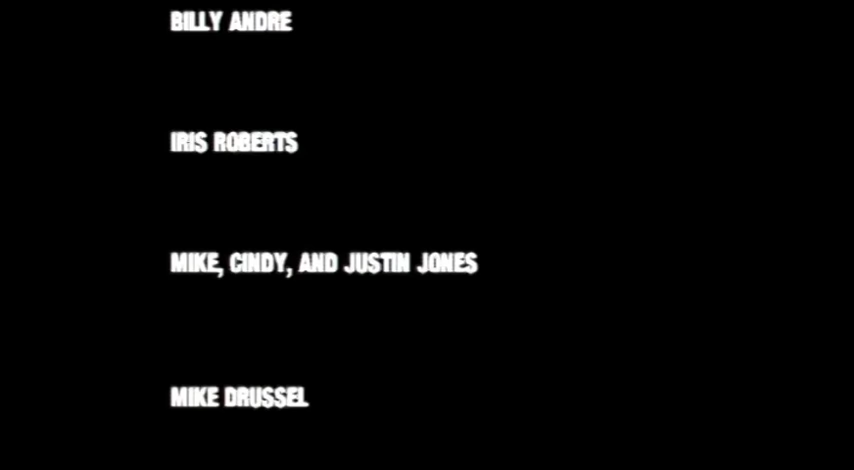 BILLY ANDRE
IRIS ROBERTS
MIKE, CINDY, AND JUSTIN JONES
MIKE DRUSSEL